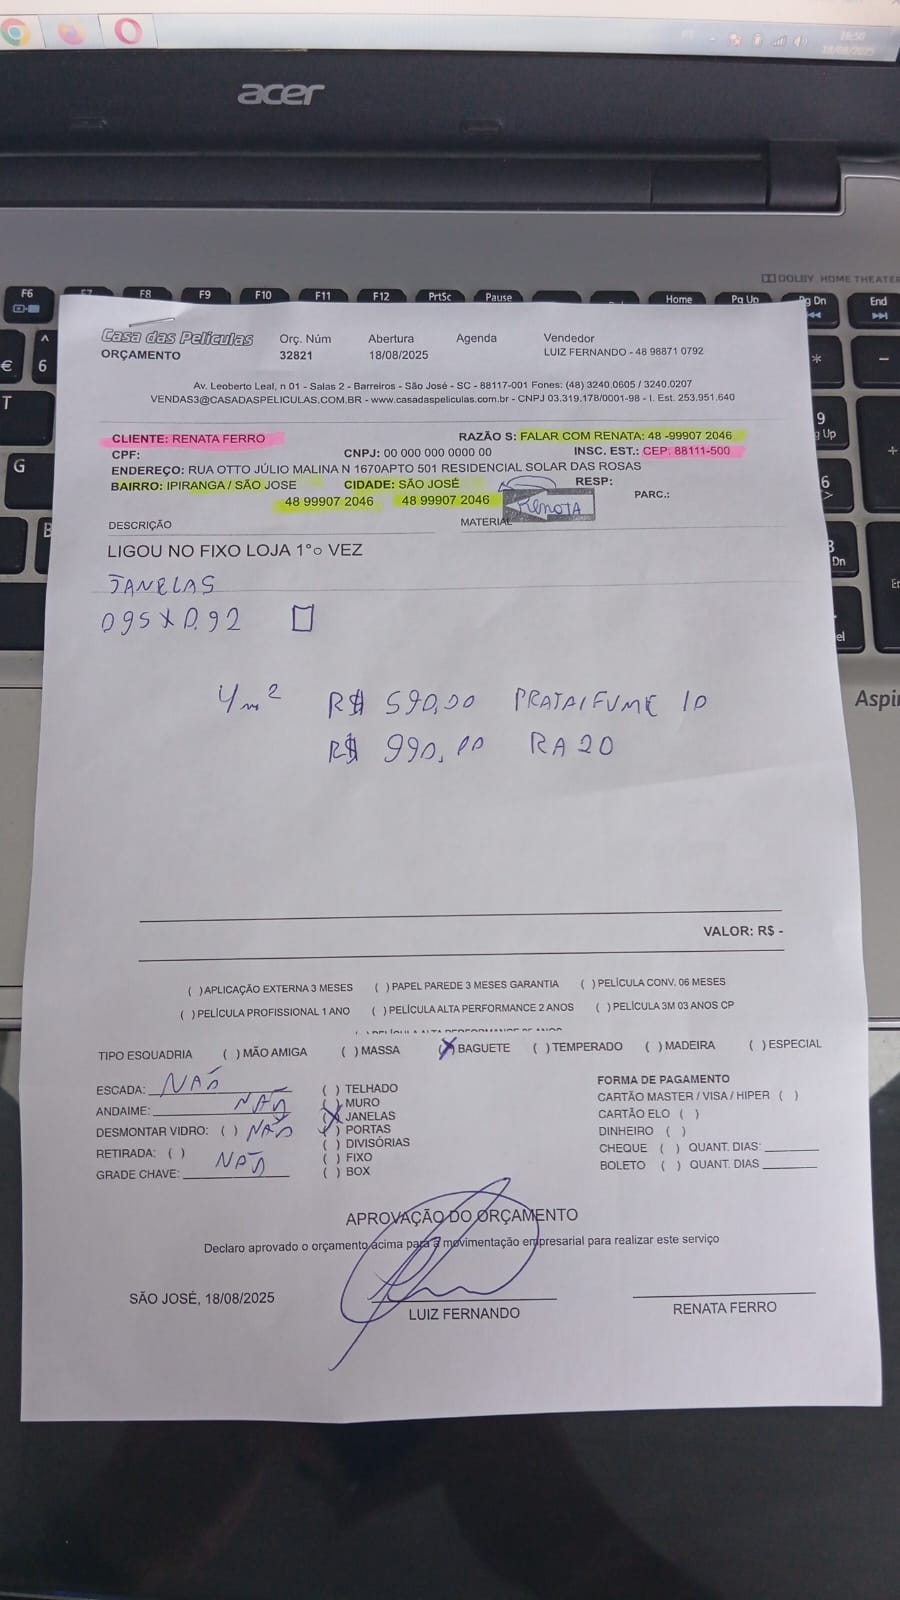 18:50
18/08/2025
acer
DOLBY HOME THEATER
F6
F8
F9
F10
F11
F12
PrtSc
Pause
Home
Pg Up
Pg Dn
End
Casa das Películas
ORÇAMENTO
Orç. Núm
32821
Abertura
18/08/2025
Agenda
Vendedor
LUIZ FERNANDO - 48 98871 0792
Av. Leoberto Leal, n 01 - Salas 2 - Barreiros - São José - SC - 88117-001 Fones: (48) 3240.0605 / 3240.0207
VENDAS3@CASADASPELICULAS.COM.BR - www.casadaspeliculas.com.br - CNPJ 03.319.178/0001-98 - I. Est. 253.951.640
CLIENTE: RENATA FERRO RAZÃO S: FALAR COM RENATA: 48 -99907 2046
CPF: CNPJ: 00 000 000 0000 00 INSC. EST.: CEP: 88111-500
ENDEREÇO: RUA OTTO JÚLIO MALINA N 1670APTO 501 RESIDENCIAL SOLAR DAS ROSAS
BAIRRO: IPIRANGA / SÃO JOSE CIDADE: SÃO JOSÉ RESP:
48 99907 2046 48 99907 2046 RENATA PARC.:
DESCRIÇÃO MATERIAL
LIGOU NO FIXO LOJA 1°o VEZ
JANELAS
095 X 0.92
4m² R$ 590,00 PRATA/FUME 10
R$ 990,00 RA 20
VALOR: R$ -
( )APLICAÇÃO EXTERNA 3 MESES ( )PAPEL PAREDE 3 MESES GARANTIA ( )PELÍCULA CONV. 06 MESES
( )PELÍCULA PROFISSIONAL 1 ANO ( )PELÍCULA ALTA PERFORMANCE 2 ANOS ( )PELÍCULA 3M 03 ANOS CP
TIPO ESQUADRIA ( )MÃO AMIGA ( )MASSA (X)BAGUETE ( )TEMPERADO ( )MADEIRA ( )ESPECIAL
ESCADA: NAÕ
ANDAIME: NAÕ
DESMONTAR VIDRO: ( ) NAÕ
RETIRADA: ( )
GRADE CHAVE: NAÕ
( ) TELHADO
( ) MURO
(X) JANELAS
( ) PORTAS
( ) DIVISÓRIAS
( ) FIXO
( ) BOX
FORMA DE PAGAMENTO
CARTÃO MASTER / VISA / HIPER ( )
CARTÃO ELO ( )
DINHEIRO ( )
CHEQUE ( ) QUANT. DIAS:
BOLETO ( ) QUANT. DIAS
APROVAÇÃO DO ORÇAMENTO
Declaro aprovado o orçamento acima para a movimentação empresarial para realizar este serviço
SÃO JOSÉ, 18/08/2025
LUIZ FERNANDO
RENATA FERRO